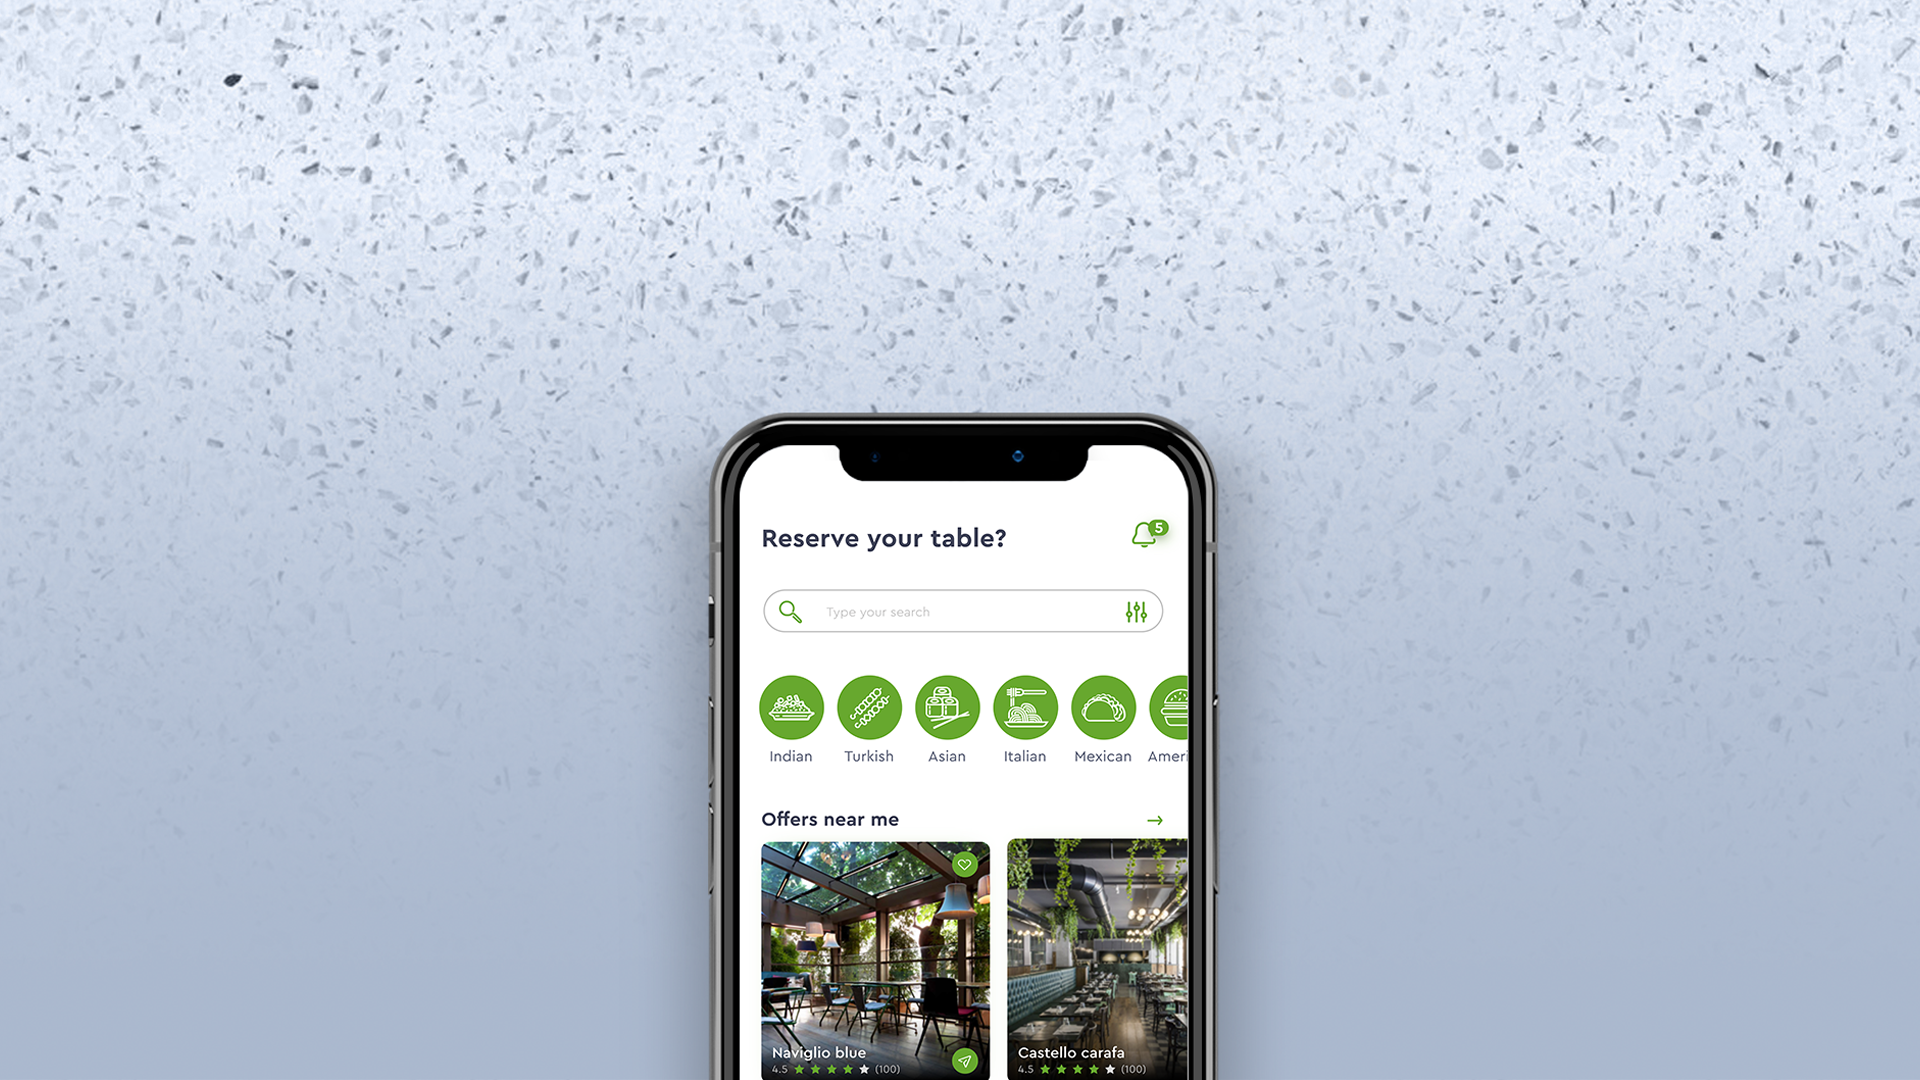 Reserve your table?
5
Type your search
Indian Turkish Asian Italian Mexican Ameri
Offers near me
Naviglio blue
4.5 (100)
Castello carafa
4.5 (100)